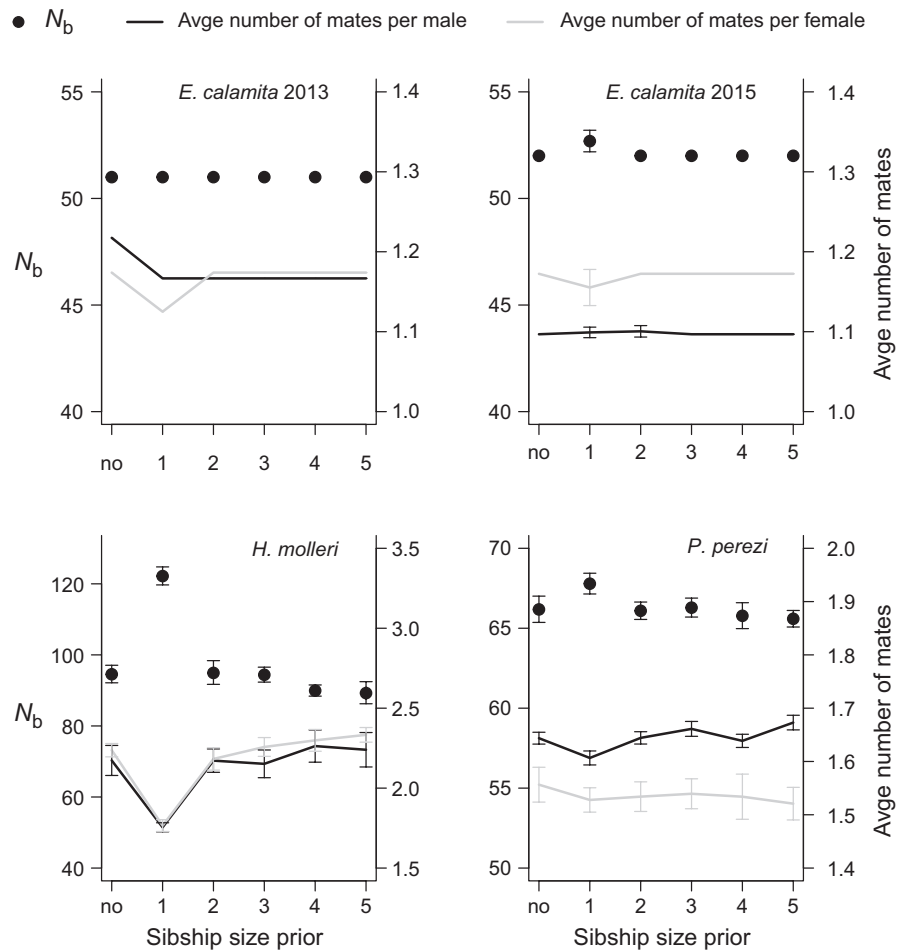 N_b Avge number of mates per male Avge number of mates per female
E. calamita 2013
55
50
45
40
N_b
1.4
1.3
1.2
1.1
1.0
no 1 2 3 4 5
E. calamita 2015
55
50
45
40
1.4
1.3
1.2
1.1
1.0
Avge number of mates
no 1 2 3 4 5
H. molleri
120
100
80
60
40
N_b
3.5
3.0
2.5
2.0
1.5
no 1 2 3 4 5
Sibship size prior
P. perezi
70
65
60
55
50
2.0
1.9
1.8
1.7
1.6
1.5
1.4
Avge number of mates
no 1 2 3 4 5
Sibship size prior